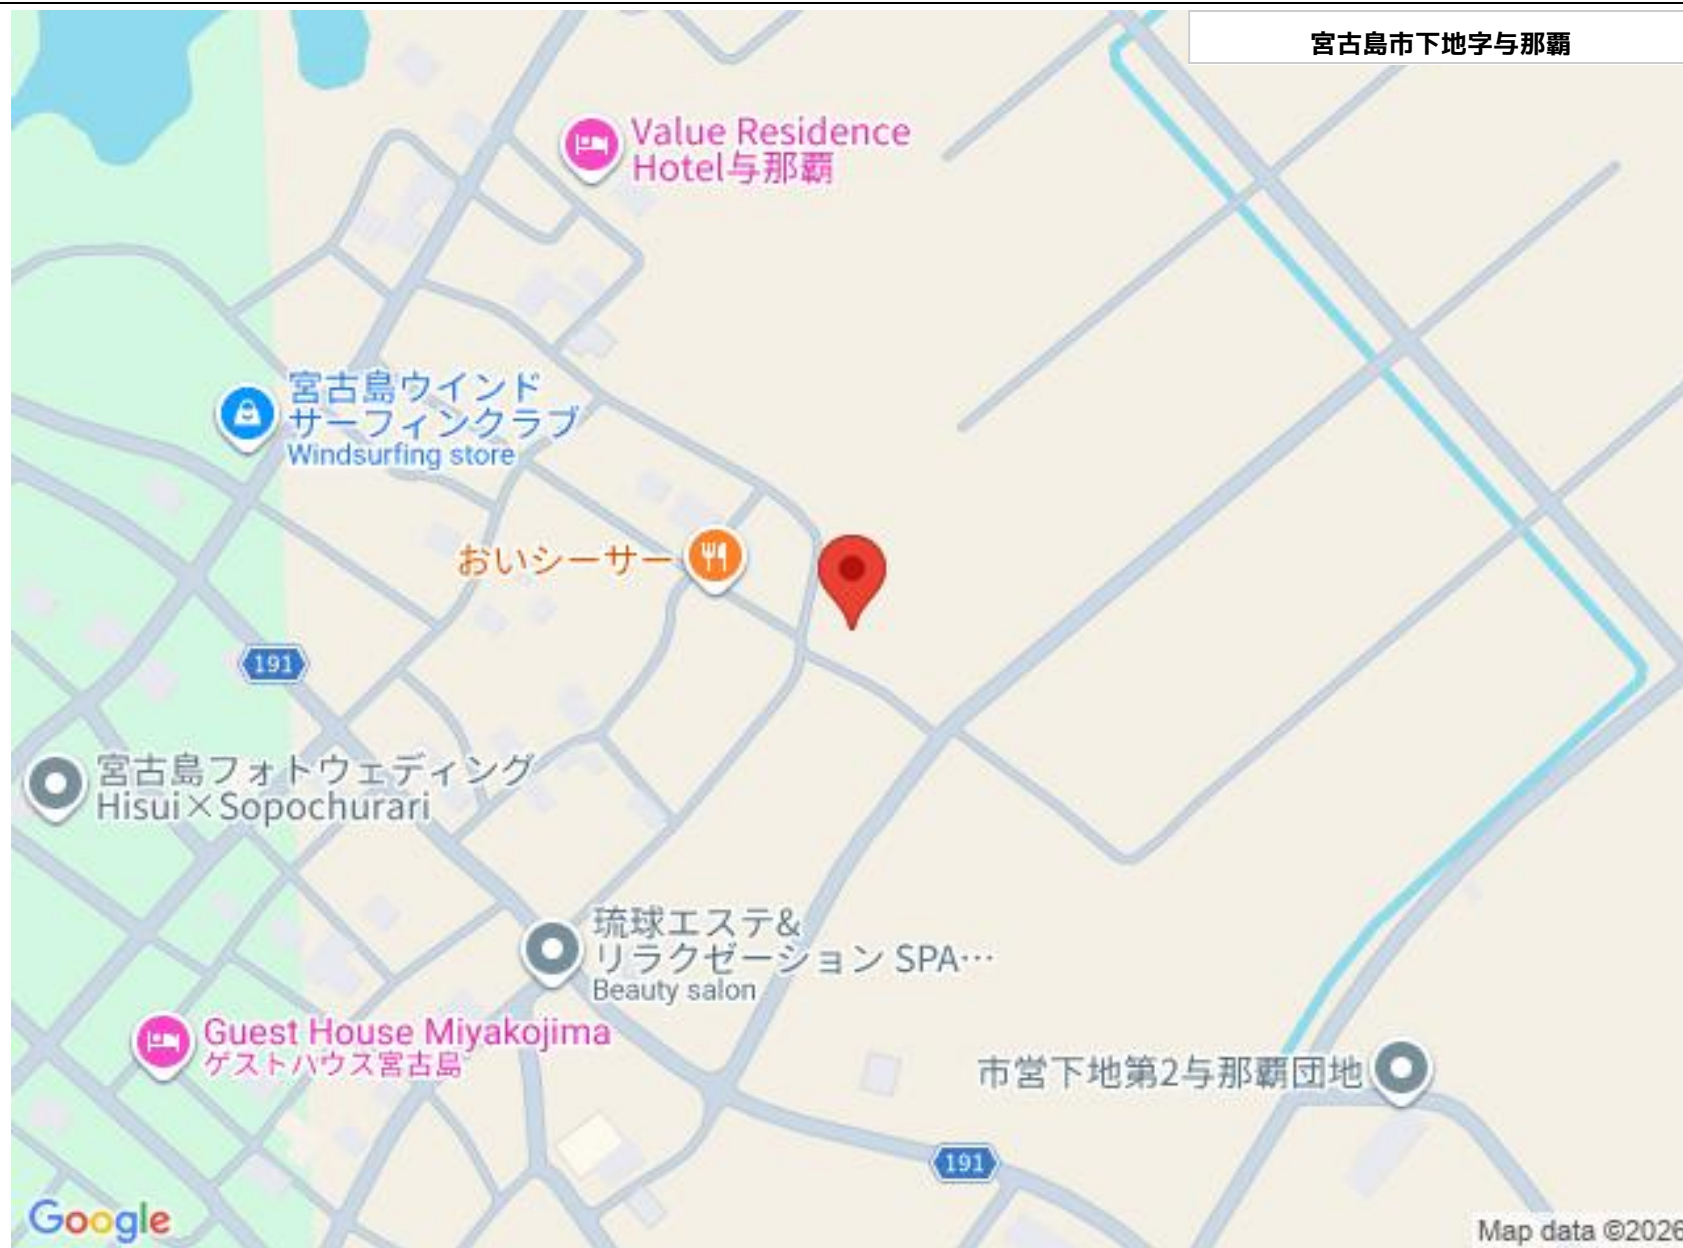 宮古島市下地字与那覇
Value Residence
Hotel与那覇
宮古島ウインド
サーフィンクラブ
Windsurfing store
おいシーサー
191
宮古島フォトウェディング
Hisui×Sopochurari
琉球エステ&
リラクゼーション SPA…
Beauty salon
Guest House Miyakojima
ゲストハウス宮古島
市営下地第2与那覇団地
191
Google
Map data ©2026